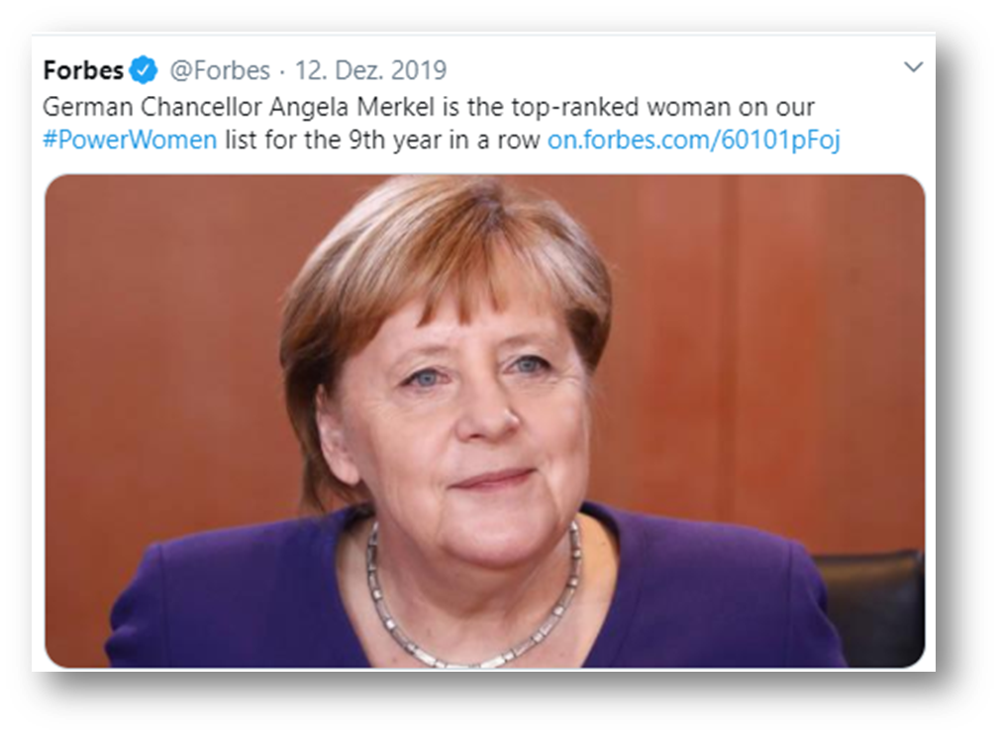 Forbes @Forbes · 12. Dez. 2019
German Chancellor Angela Merkel is the top-ranked woman on our
#PowerWomen list for the 9th year in a row on.forbes.com/60101pFoj